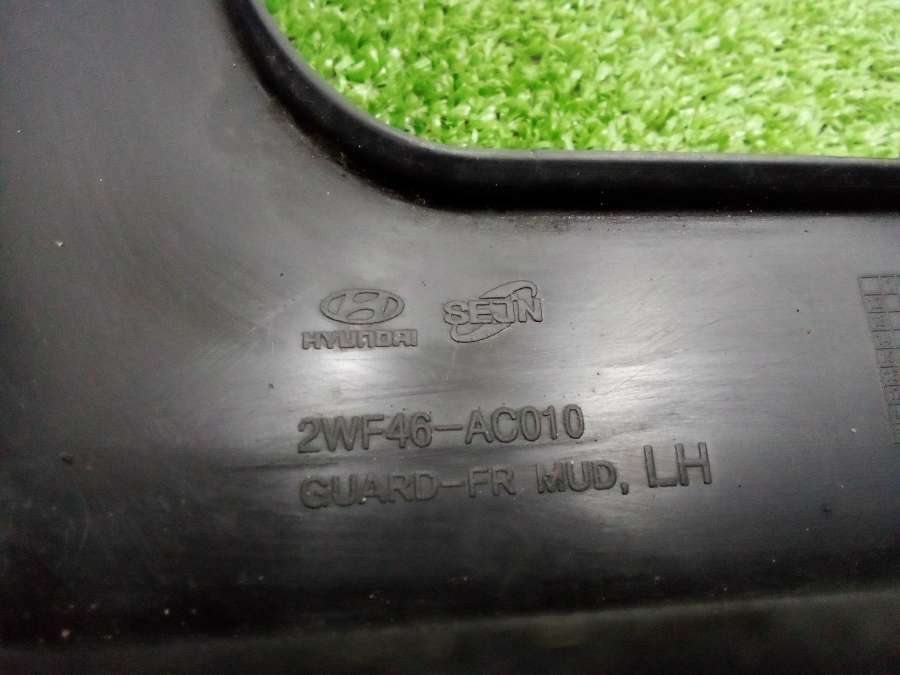 HYUNDAI SEJN
2WF46-AC010
GUARD-FR MUD, LH